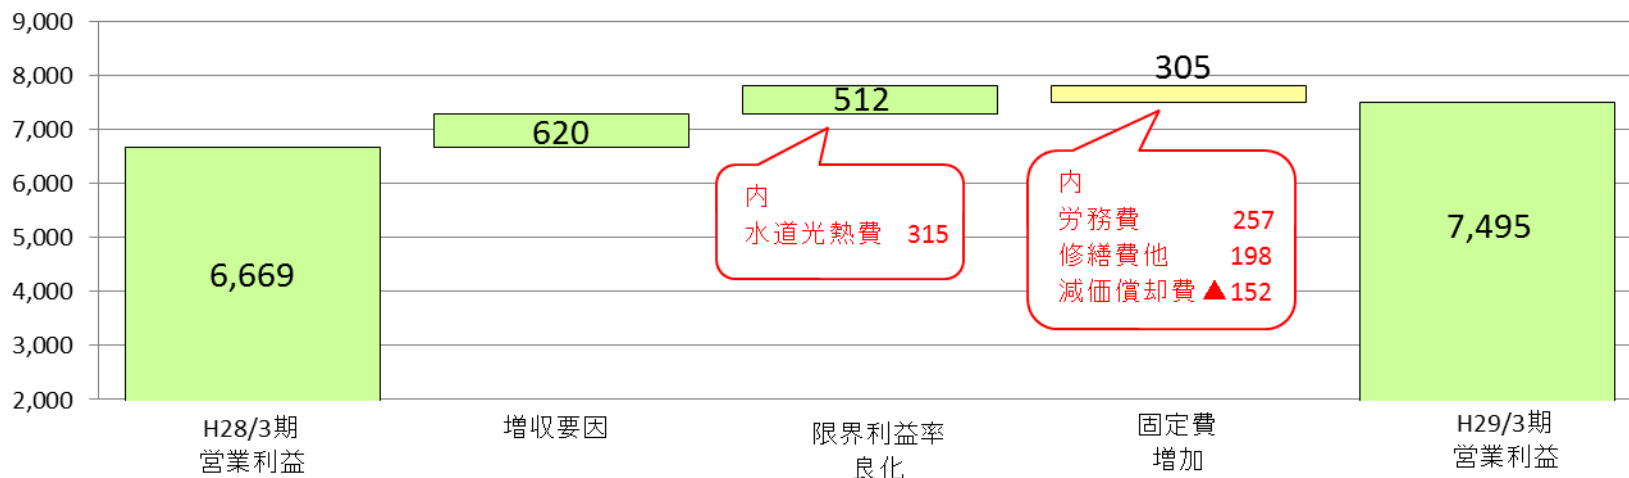 9,000
8,000
7,000
6,000
5,000
4,000
3,000
2,000
6,669
620
512
305
7,495
内
水道光熱費 315
内
労務費 257
修繕費他 198
減価償却費 ▲152
H28/3期
営業利益
増収要因
限界利益率
良化
固定費
増加
H29/3期
営業利益